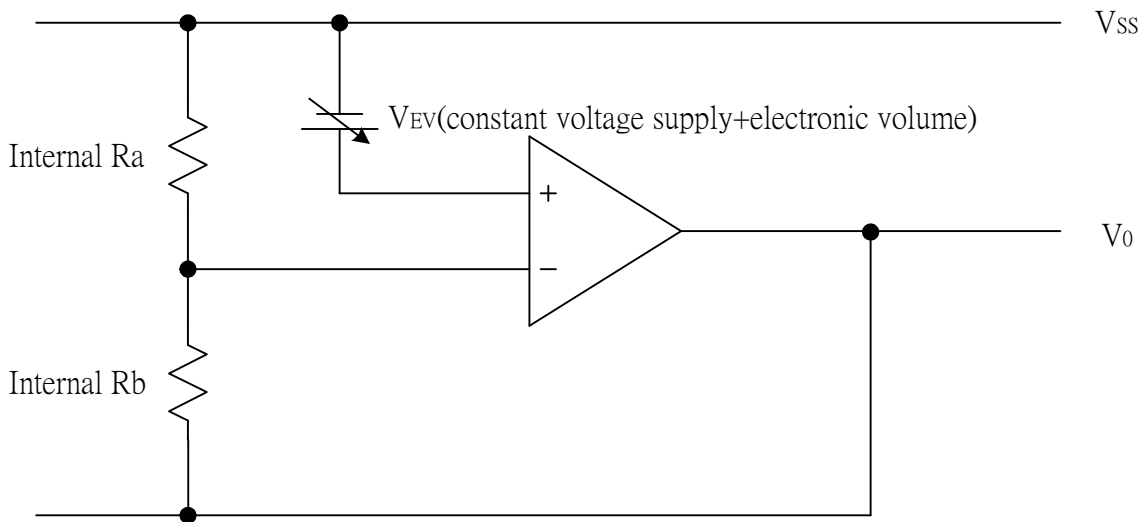 VSS
VEV(constant voltage supply+electronic volume)
Internal Ra
+
V0
−
Internal Rb